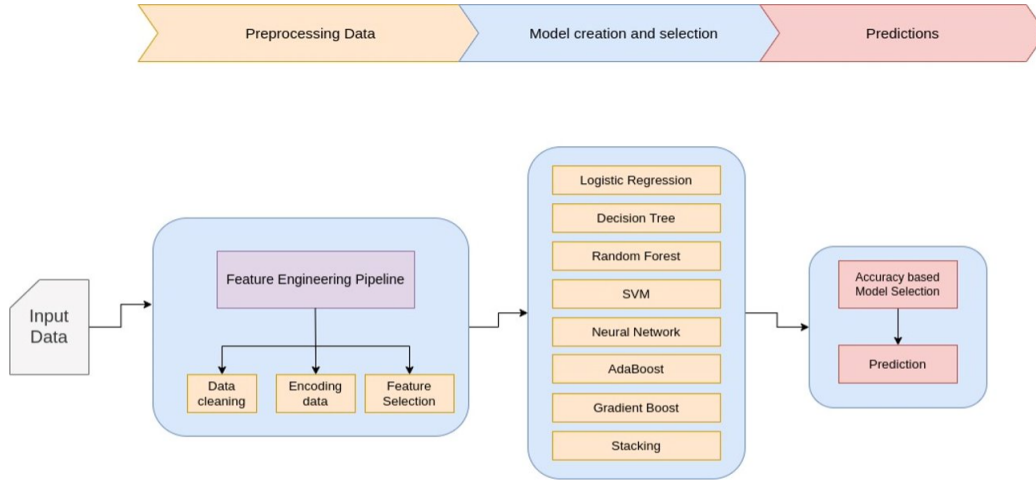 Preprocessing Data
Model creation and selection
Predictions
Input
Data
Feature Engineering Pipeline
Data
cleaning
Encoding
data
Feature
Selection
Logistic Regression
Decision Tree
Random Forest
SVM
Neural Network
AdaBoost
Gradient Boost
Stacking
Accuracy based
Model Selection
Prediction